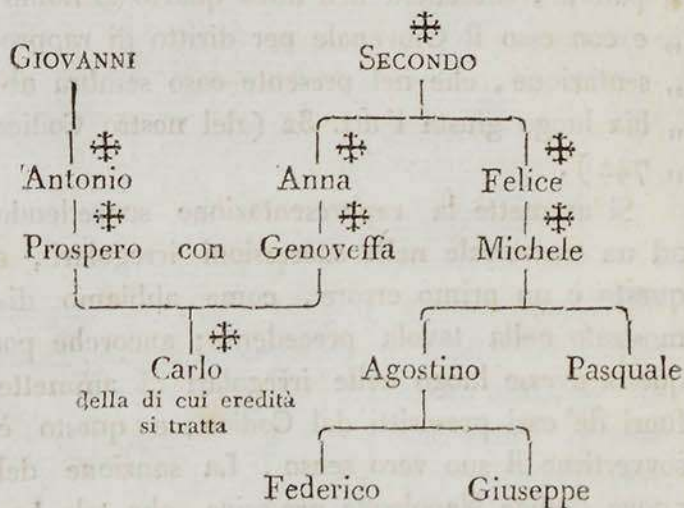 GIOVANNI SECONDO
Antonio Anna Felice
Prospero con Genoveffa Michele
Carlo Agostino Pasquale
della di cui eredità
si tratta
Federico Giuseppe